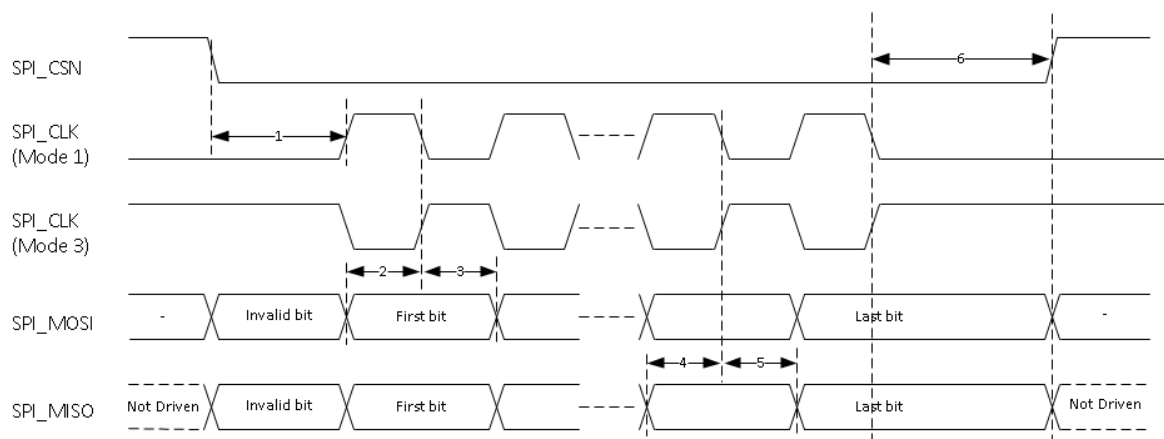 SPI_CSN
6
SPI_CLK
(Mode 1)
1
SPI_CLK
(Mode 3)
2 3
SPI_MOSI - Invalid bit First bit Last bit -
4 5
SPI_MISO Not Driven Invalid bit First bit Last bit Not Driven